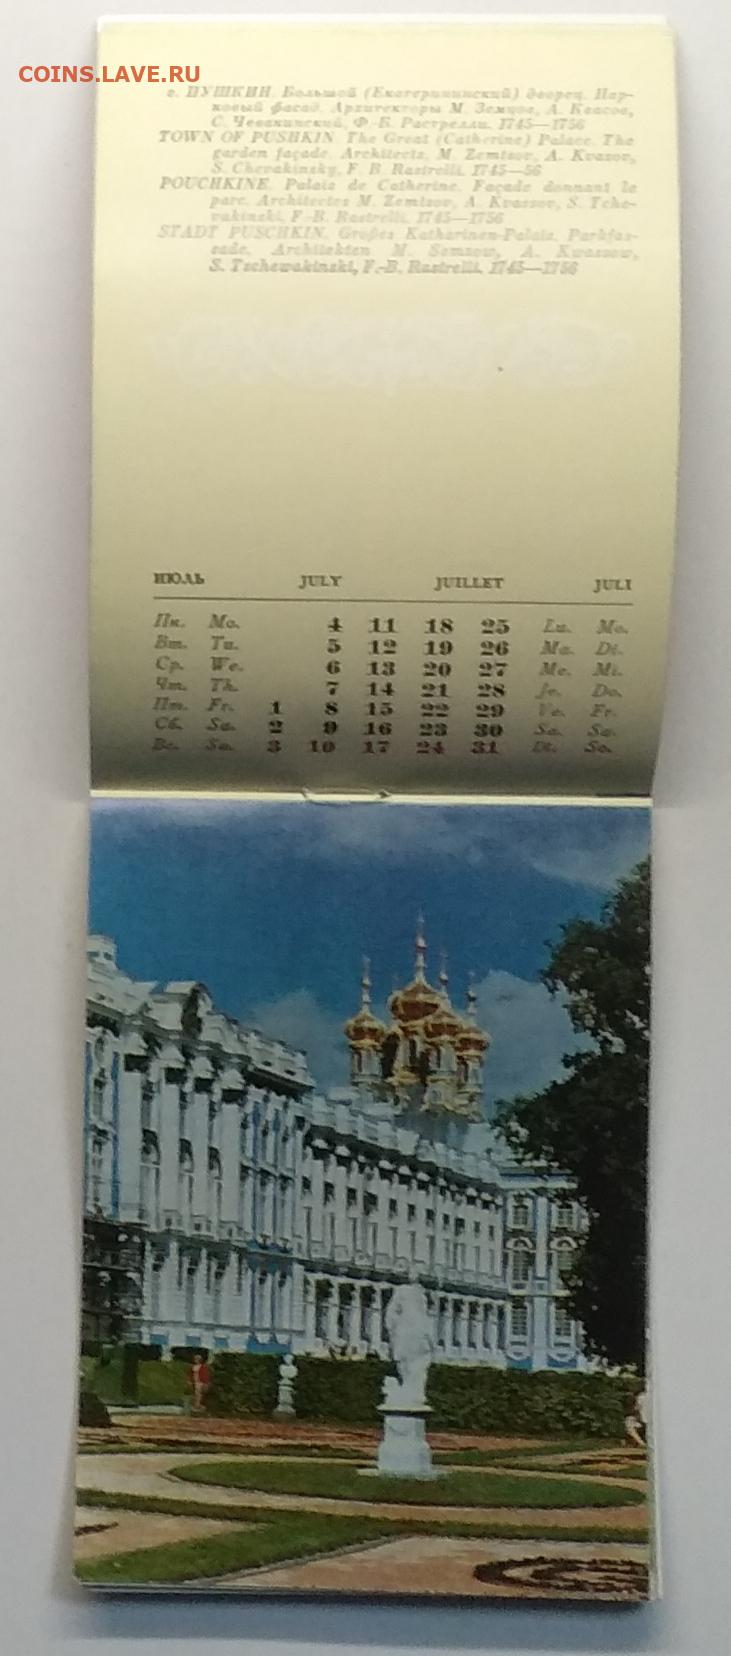 COINS.LAVE.RU
г. ПУШКИН. Большой (Екатерининский) дворец. Пар-
ковый фасад. Архитекторы М. Земцов, А. Квасов,
С. Чевакинский, Ф.-Б. Растрелли. 1745—1756
TOWN OF PUSHKIN. The Great (Catherine) Palace. The
garden façade. Architects, M. Zemtsov, A. Kvasov,
S. Chevakinsky, F. B. Rastrelli. 1745—56
POUCHKINE. Palais de Catherine. Façade donnant le
parc. Architectes M. Zemtsov, A. Kvassov, S. Tche-
vakinski, F.-B. Rastrelli. 1745—1756
STADT PUSCHKIN. Großes Katharinen-Palais. Parkfas-
sade. Architekten M. Semzow, A. Kwassow,
S. Tschewakinski, F.-B. Rastrelli. 1745—1756
ИЮЛЬ JULY JUILLET JULI
Пн. Mo. 4 11 18 25 Lu. Mo.
Вт. Tu. 5 12 19 26 Ma. Di.
Ср. We. 6 13 20 27 Me. Mi.
Чт. Th. 7 14 21 28 Je. Do.
Пт. Fr. 1 8 15 22 29 Ve. Fr.
Сб. Sa. 2 9 16 23 30 Sa. Sa.
Вс. Su. 3 10 17 24 31 Di. So.